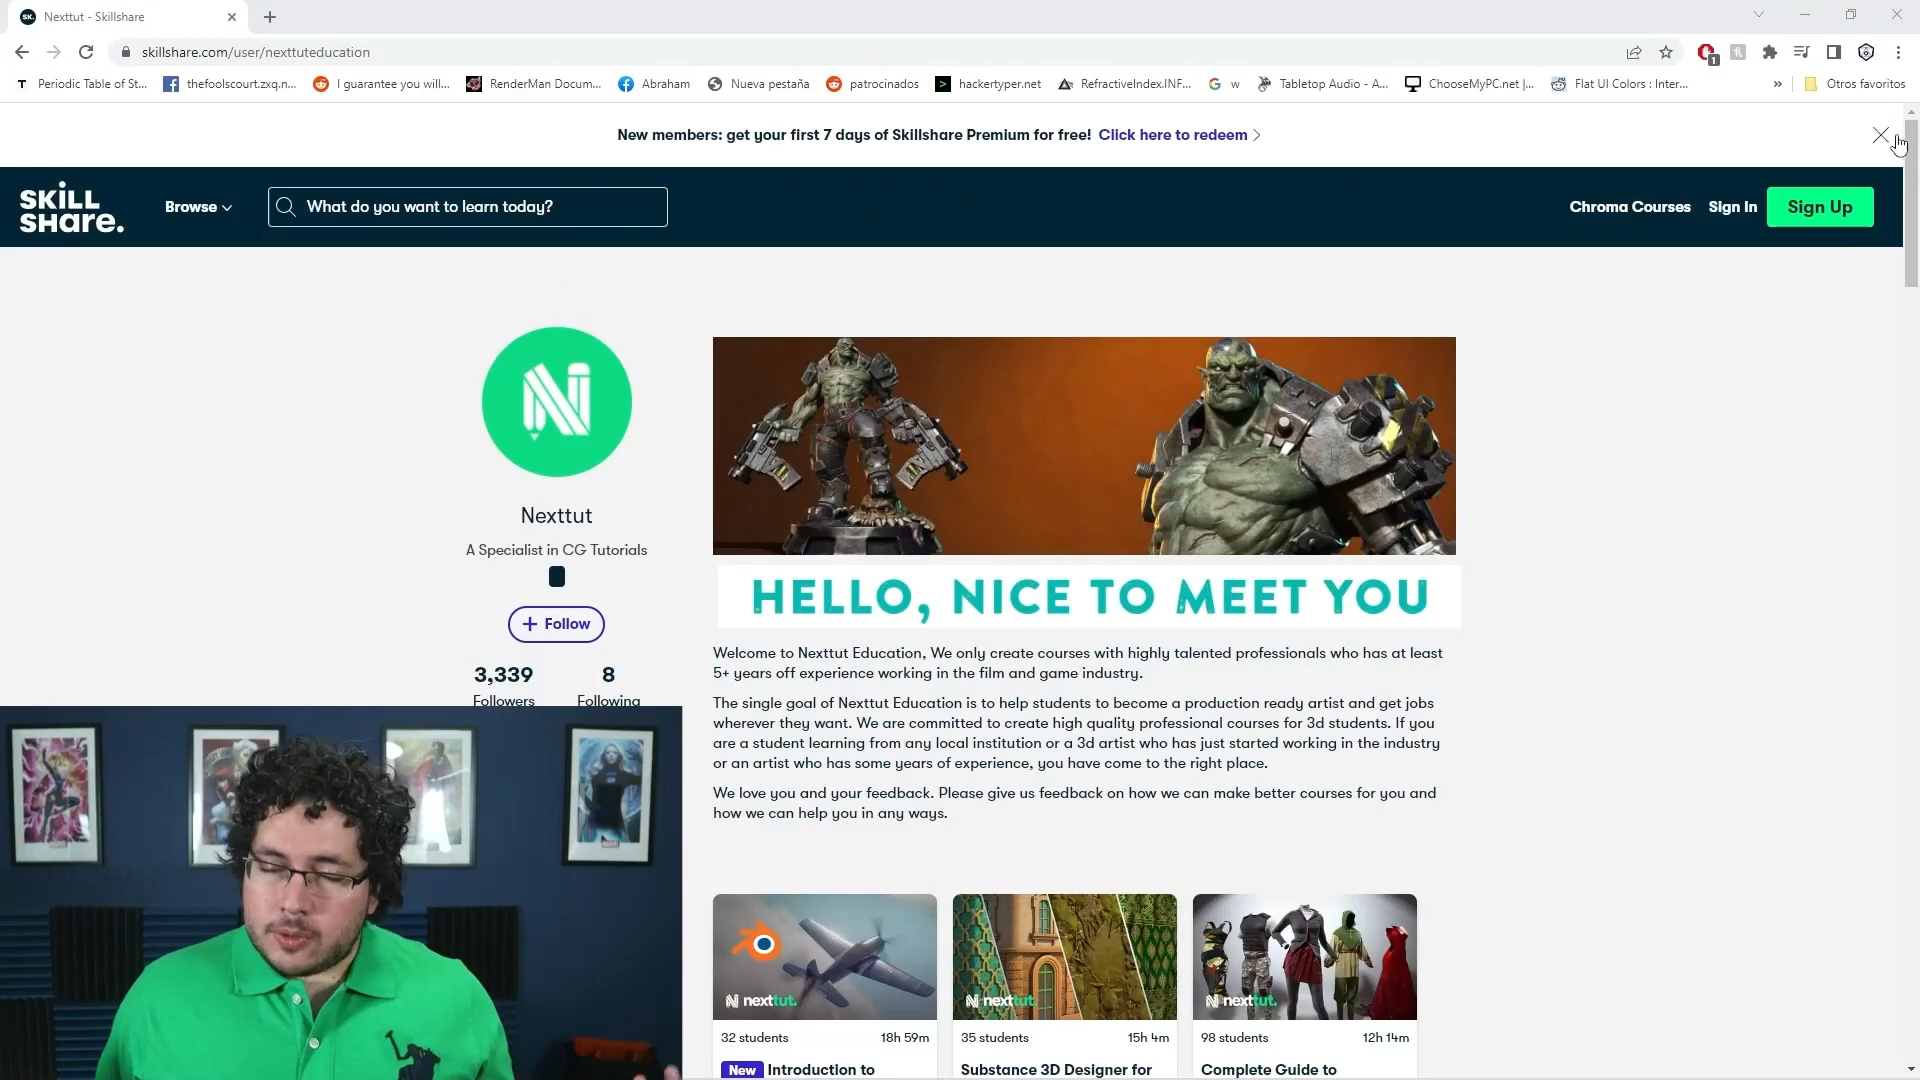 Nexttut - Skillshare
skillshare.com/user/nexttuteducation
1
Periodic Table of St...
thefoolscourt.zxq.n...
I guarantee you will...
RenderMan Docum...
Abraham
Nueva pestaña
patrocinados
hackertyper.net
RefractiveIndex.INF...
w
Tabletop Audio - A...
ChooseMyPC.net |...
Flat UI Colors : Inter...
Otros favoritos
New members: get your first 7 days of Skillshare Premium for free! Click here to redeem
SKILL
SHare.
Browse
What do you want to learn today?
Chroma Courses
Sign In
Sign Up
N
Nexttut
A Specialist in CG Tutorials
+ Follow
3,339
Followers
8
Following
HELLO, NICE TO MEET YOU
Welcome to Nexttut Education, We only create courses with highly talented professionals who has at least
5+ years off experience working in the film and game industry.
The single goal of Nexttut Education is to help students to become a production ready artist and get jobs
wherever they want. We are committed to create high quality professional courses for 3d students. If you
are a student learning from any local institution or a 3d artist who has just started working in the industry
or an artist who has some years of experience, you have come to the right place.
We love you and your feedback. Please give us feedback on how we can make better courses for you and
how we can help you in any ways.
N nexttut.
32 students
18h 59m
New Introduction to
N nexttut.
35 students
15h 4m
Substance 3D Designer for
N nexttut.
98 students
12h 14m
Complete Guide to